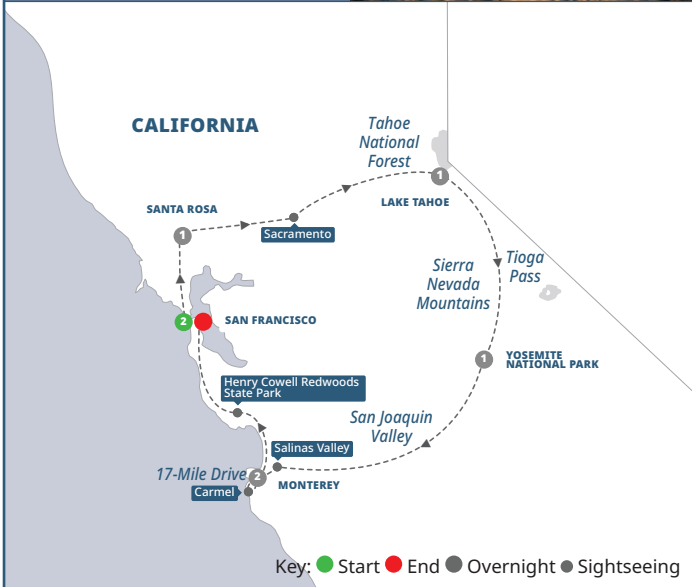 CALIFORNIA
Tahoe
National
Forest
1
LAKE TAHOE
SANTA ROSA
1
Sacramento
Sierra
Nevada
Mountains
Tioga
Pass
2
SAN FRANCISCO
1
YOSEMITE
NATIONAL PARK
Henry Cowell Redwoods
State Park
San Joaquin
Valley
Salinas Valley
17-Mile Drive
2
MONTEREY
Carmel
Key: Start End Overnight Sightseeing